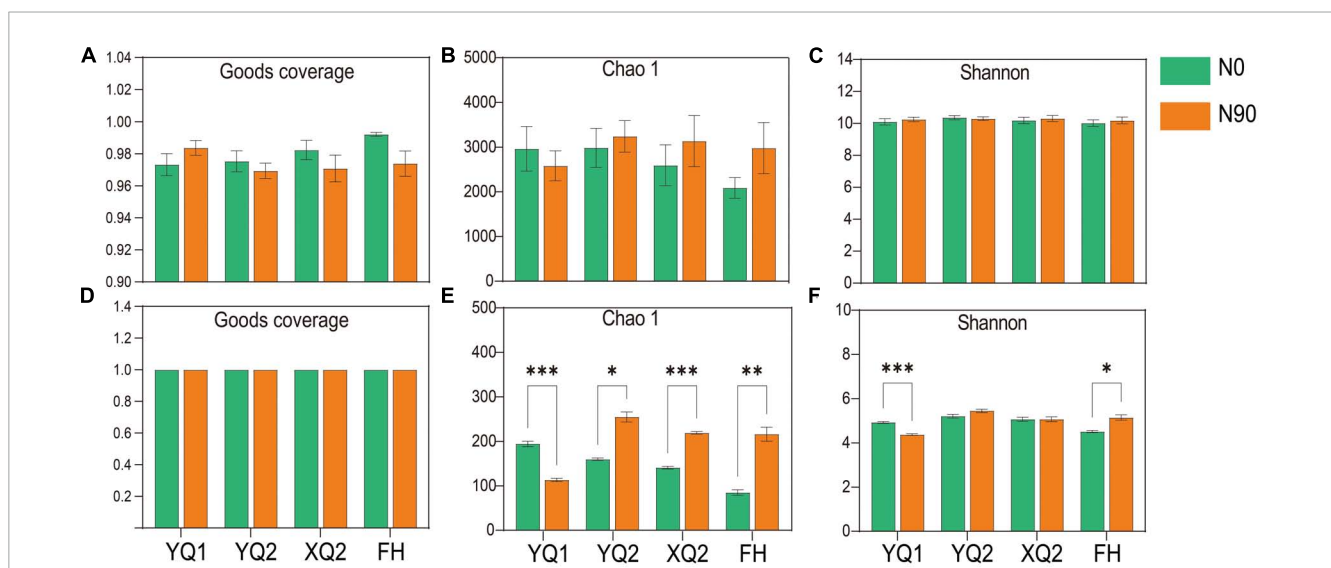 A
Goods coverage
1.04
1.02
1.00
0.98
0.96
0.94
0.92
0.90
B
Chao 1
5000
4000
3000
2000
1000
0
C
Shannon
14
12
10
8
6
4
2
0
N0
N90
D
Goods coverage
1.4
1.2
1.0
0.8
0.6
0.4
0.2
YQ1 YQ2 XQ2 FH
E
Chao 1
500
400
300
200
100
0
*** * *** **
YQ1 YQ2 XQ2 FH
F
Shannon
10
8
6
4
2
0
*** *
YQ1 YQ2 XQ2 FH